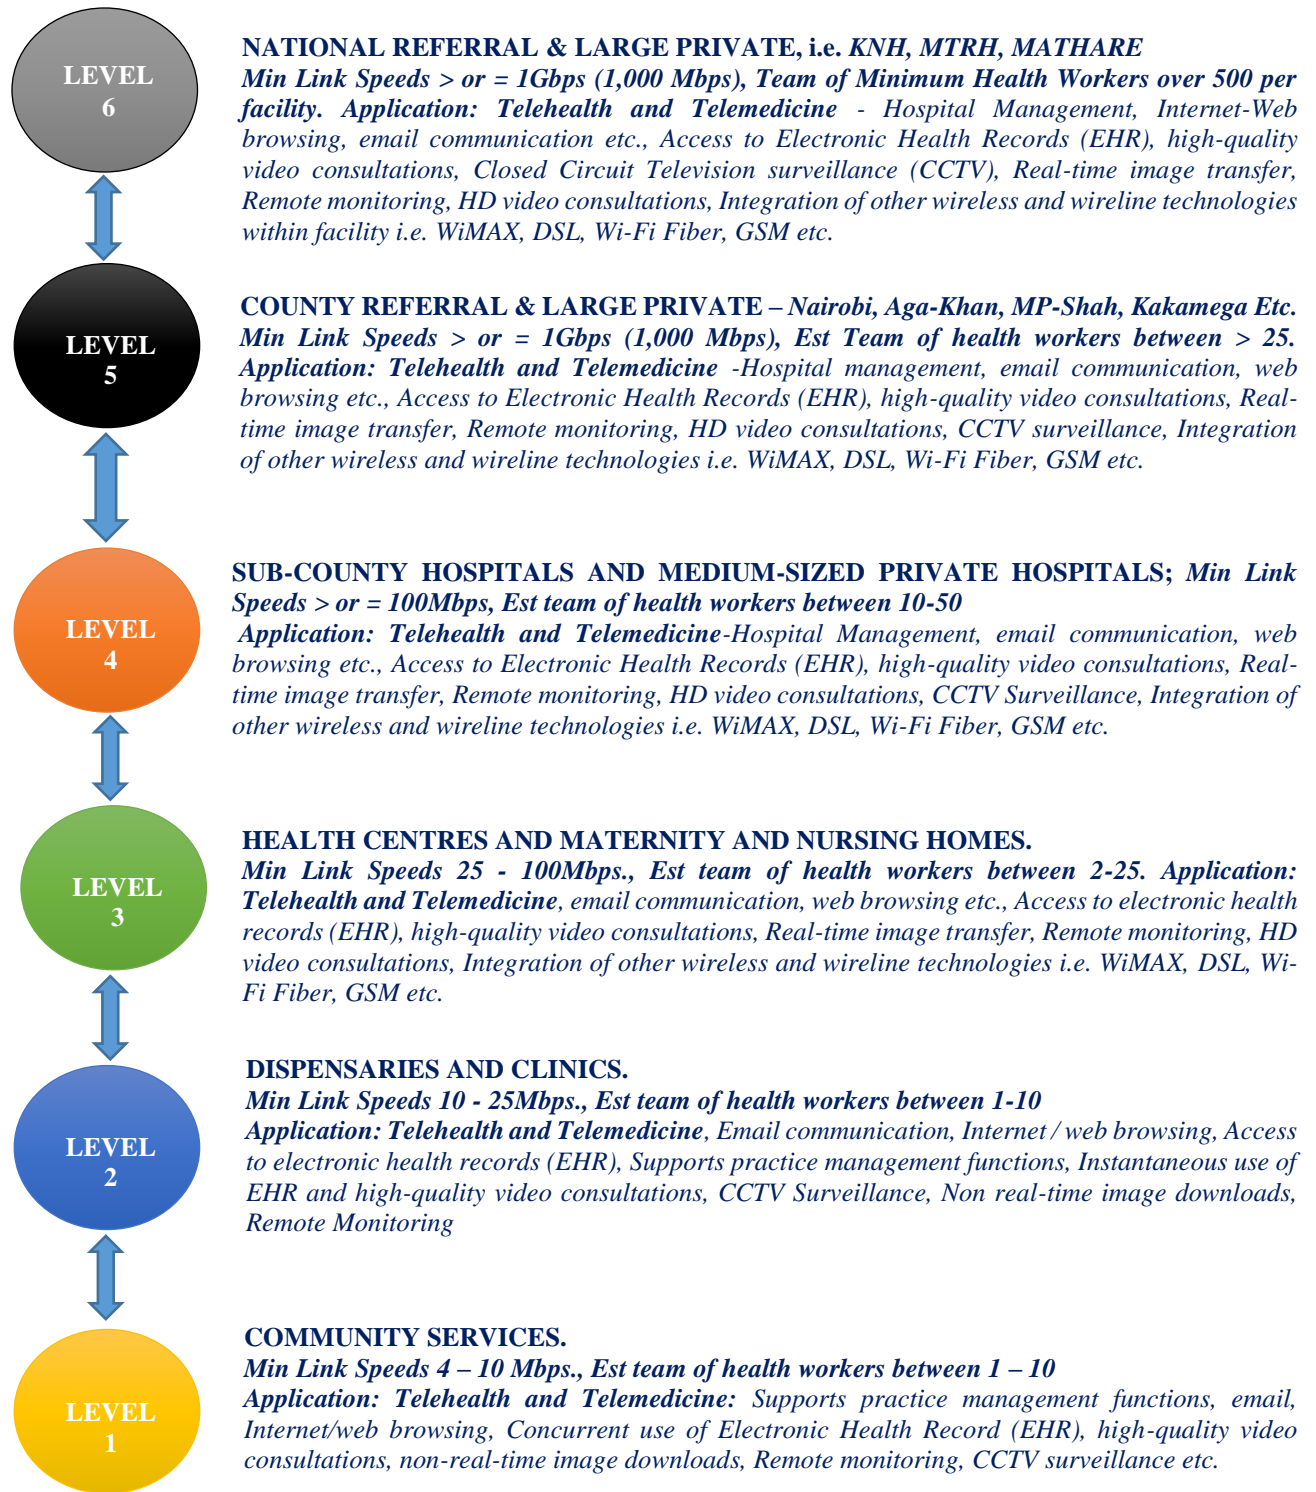 LEVEL
6
NATIONAL REFERRAL & LARGE PRIVATE, i.e. KNH, MTRH, MATHARE
Min Link Speeds > or = 1Gbps (1,000 Mbps), Team of Minimum Health Workers over 500 per
facility. Application: Telehealth and Telemedicine - Hospital Management, Internet-Web
browsing, email communication etc., Access to Electronic Health Records (EHR), high-quality
video consultations, Closed Circuit Television surveillance (CCTV), Real-time image transfer,
Remote monitoring, HD video consultations, Integration of other wireless and wireline technologies
within facility i.e. WiMAX, DSL, Wi-Fi Fiber, GSM etc.
LEVEL
5
COUNTY REFERRAL & LARGE PRIVATE – Nairobi, Aga-Khan, MP-Shah, Kakamega Etc.
Min Link Speeds > or = 1Gbps (1,000 Mbps), Est Team of health workers between > 25.
Application: Telehealth and Telemedicine -Hospital management, email communication, web
browsing etc., Access to Electronic Health Records (EHR), high-quality video consultations, Real-
time image transfer, Remote monitoring, HD video consultations, CCTV surveillance, Integration
of other wireless and wireline technologies i.e. WiMAX, DSL, Wi-Fi Fiber, GSM etc.
LEVEL
4
SUB-COUNTY HOSPITALS AND MEDIUM-SIZED PRIVATE HOSPITALS; Min Link
Speeds > or = 100Mbps, Est team of health workers between 10-50
Application: Telehealth and Telemedicine-Hospital Management, email communication, web
browsing etc., Access to Electronic Health Records (EHR), high-quality video consultations, Real-
time image transfer, Remote monitoring, HD video consultations, CCTV Surveillance, Integration of
other wireless and wireline technologies i.e. WiMAX, DSL, Wi-Fi Fiber, GSM etc.
LEVEL
3
HEALTH CENTRES AND MATERNITY AND NURSING HOMES.
Min Link Speeds 25 - 100Mbps., Est team of health workers between 2-25. Application:
Telehealth and Telemedicine, email communication, web browsing etc., Access to electronic health
records (EHR), high-quality video consultations, Real-time image transfer, Remote monitoring, HD
video consultations, Integration of other wireless and wireline technologies i.e. WiMAX, DSL, Wi-
Fi Fiber, GSM etc.
LEVEL
2
DISPENSARIES AND CLINICS.
Min Link Speeds 10 - 25Mbps., Est team of health workers between 1-10
Application: Telehealth and Telemedicine, Email communication, Internet / web browsing, Access
to electronic health records (EHR), Supports practice management functions, Instantaneous use of
EHR and high-quality video consultations, CCTV Surveillance, Non real-time image downloads,
Remote Monitoring
LEVEL
1
COMMUNITY SERVICES.
Min Link Speeds 4 – 10 Mbps., Est team of health workers between 1 – 10
Application: Telehealth and Telemedicine: Supports practice management functions, email,
Internet/web browsing, Concurrent use of Electronic Health Record (EHR), high-quality video
consultations, non-real-time image downloads, Remote monitoring, CCTV surveillance etc.